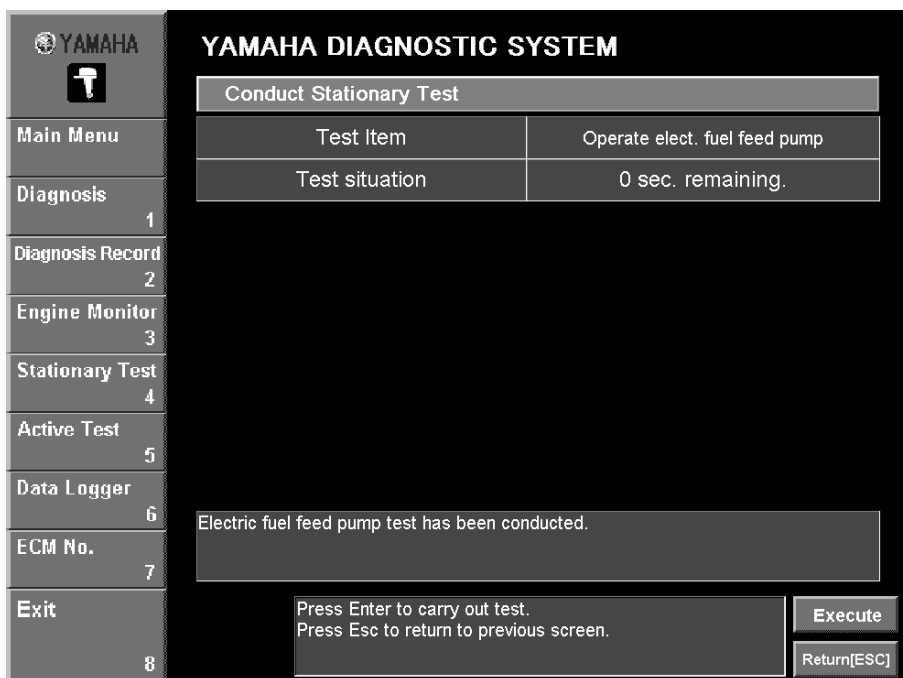 YAMAHA
YAMAHA DIAGNOSTIC SYSTEM
Conduct Stationary Test
Test Item
Operate elect. fuel feed pump
Test situation
0 sec. remaining.
Main Menu
Diagnosis
1
Diagnosis Record
2
Engine Monitor
3
Stationary Test
4
Active Test
5
Data Logger
6
ECM No.
7
Exit
8
Electric fuel feed pump test has been conducted.
Press Enter to carry out test.
Press Esc to return to previous screen.
Execute
Return[ESC]